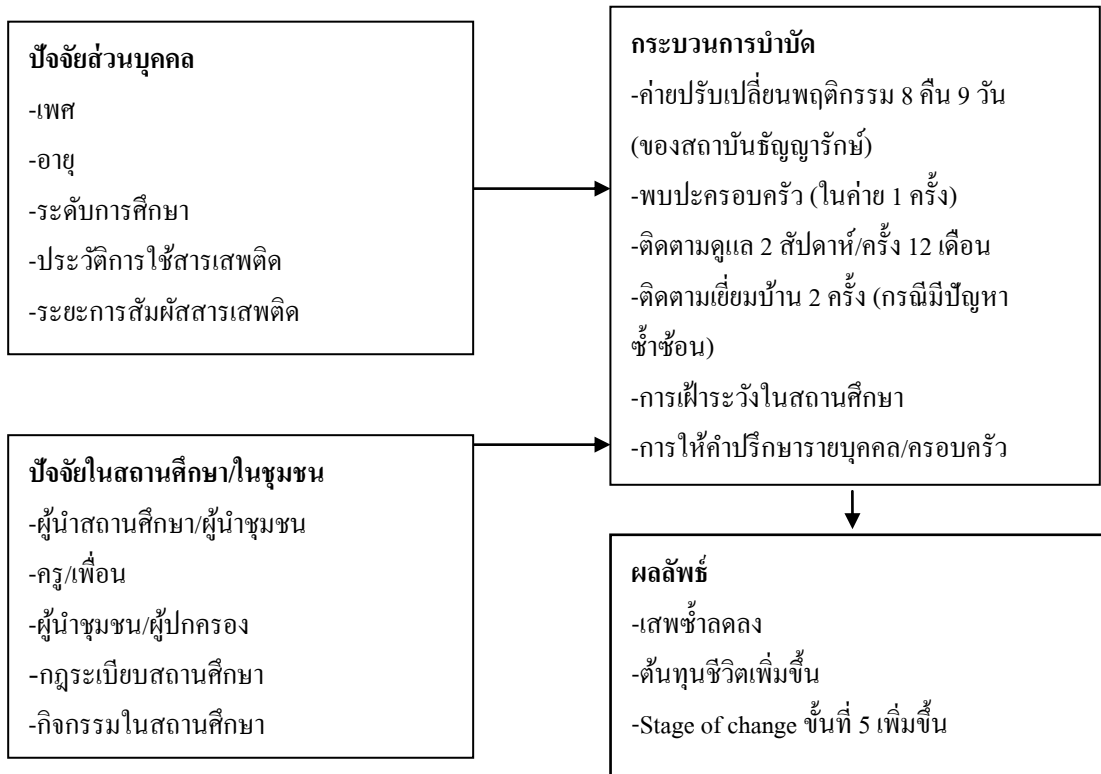 ปัจจัยส่วนบุคคล
-เพศ
-อายุ
-ระดับการศึกษา
-ประวัติการใช้สารเสพติด
-ระยะการสัมผัสสารเสพติด
ปัจจัยในสถานศึกษา/ในชุมชน
-ผู้นำสถานศึกษา/ผู้นำชุมชน
-ครู/เพื่อน
-ผู้นำชุมชน/ผู้ปกครอง
-กฎระเบียบสถานศึกษา
-กิจกรรมในสถานศึกษา
กระบวนการบำบัด
-ค่ายปรับเปลี่ยนพฤติกรรม 8 คืน 9 วัน
(ของสถาบันธัญญารักษ์)
-พบปะครอบครัว (ในค่าย 1 ครั้ง)
-ติดตามดูแล 2 สัปดาห์/ครั้ง 12 เดือน
-ติดตามเยี่ยมบ้าน 2 ครั้ง (กรณีมีปัญหา
ซ้ำซ้อน)
-การเฝ้าระวังในสถานศึกษา
-การให้คำปรึกษารายบุคคล/ครอบครัว
ผลลัพธ์
-เสพซ้ำลดลง
-ต้นทุนชีวิตเพิ่มขึ้น
-Stage of change ขั้นที่ 5 เพิ่มขึ้น